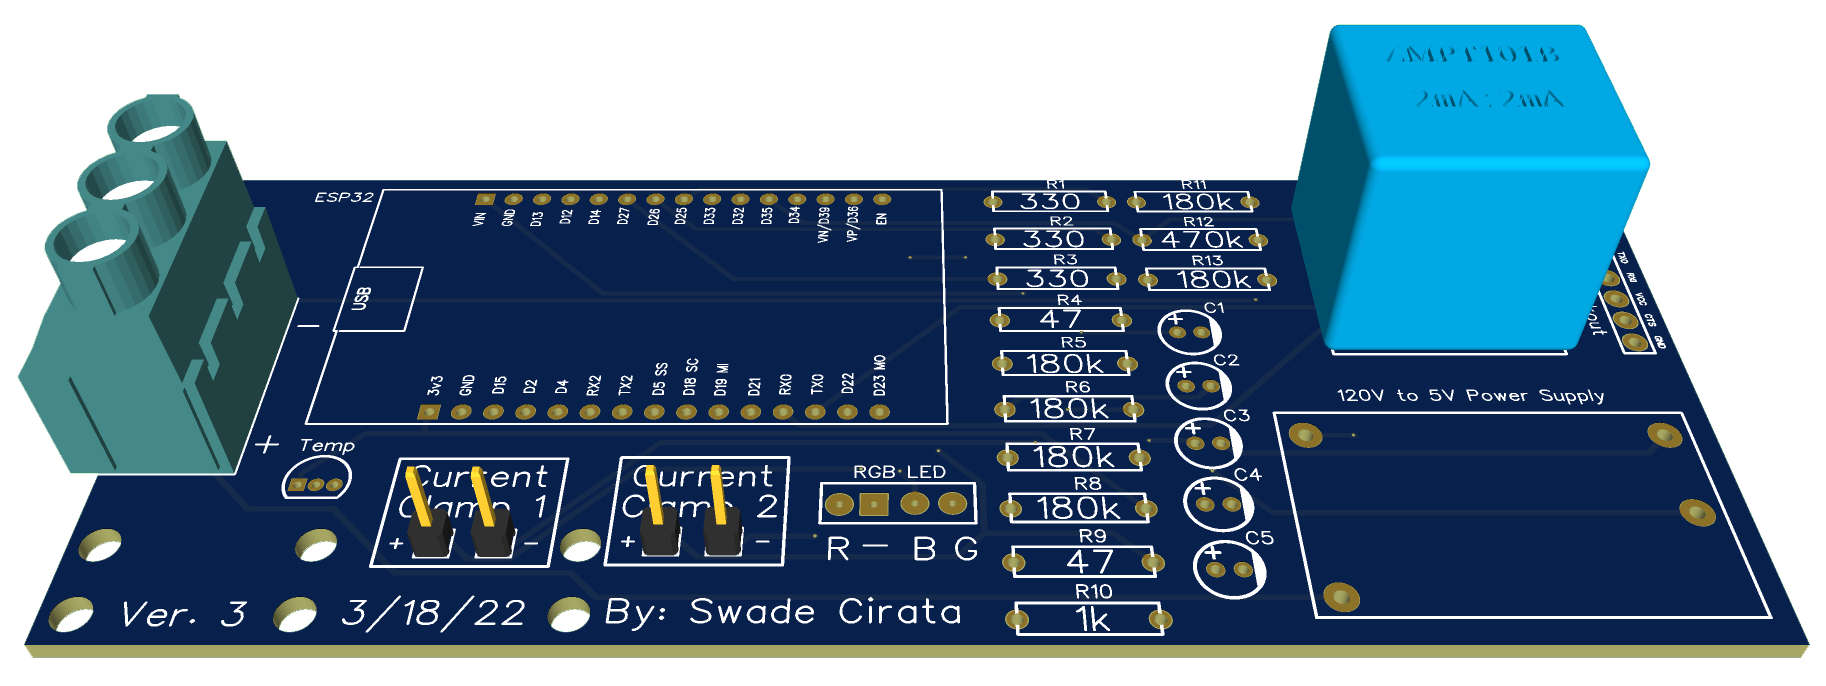 ZMPT101B
2mA : 2mA
ESP32
VIN GND D13 D12 D14 D27 D26 D25 D33 D32 D35 D34 VN/D39 VP/D36 EN
USB
3v3 GND D15 D2 D4 RX2 TX2 D5 SS D18 SC D19 MI D21 RX0 TX0 D22 D23 MO
R1
330
R2
330
R3
330
R4
47
R5
180k
R6
180k
R7
180k
R8
180k
R9
47
R10
1k
R11
180k
R12
470k
R13
180k
C1
C2
C3
C4
C5
TXD RXD VCC CTS GND
120V to 5V Power Supply
−
+
Temp
Current
Clamp 1
+ −
Current
Clamp 2
+ −
RGB LED
R − B G
Ver. 3 3/18/22 By: Swade Cirata